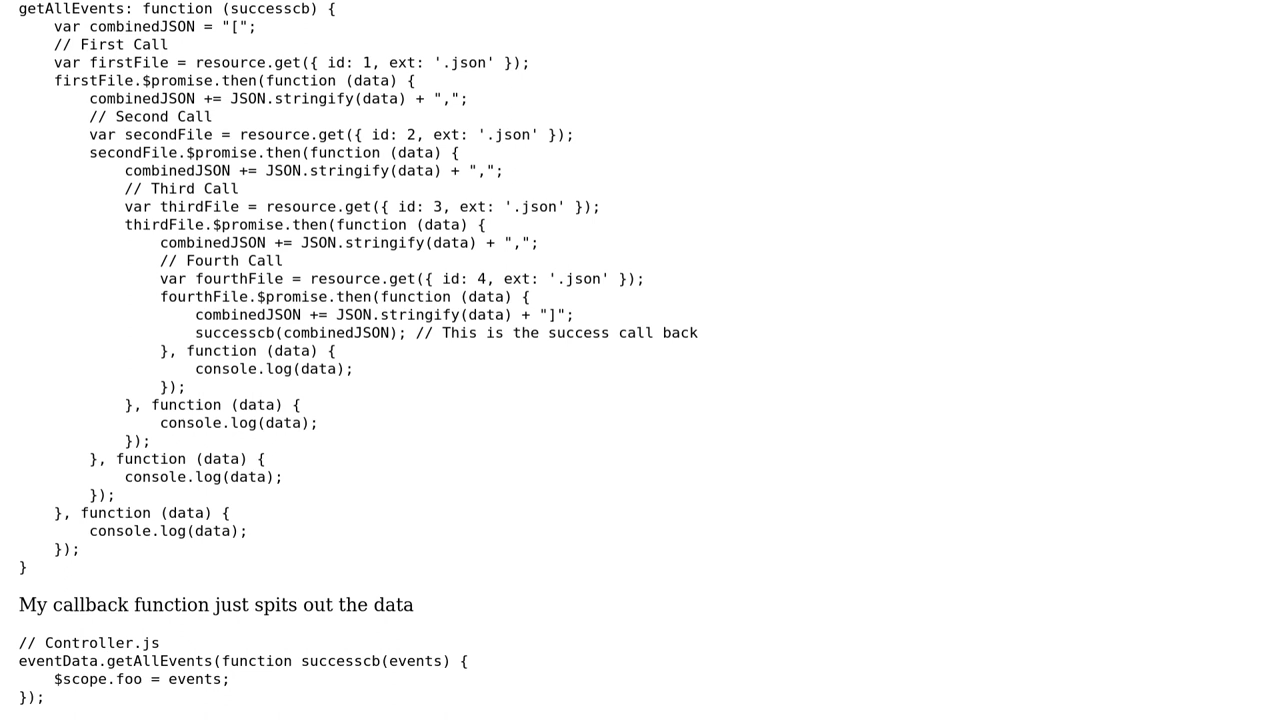 getAllEvents: function (successcb) {
    var combinedJSON = "[";
    // First Call
    var firstFile = resource.get({ id: 1, ext: '.json' });
    firstFile.$promise.then(function (data) {
        combinedJSON += JSON.stringify(data) + ",";
        // Second Call
        var secondFile = resource.get({ id: 2, ext: '.json' });
        secondFile.$promise.then(function (data) {
            combinedJSON += JSON.stringify(data) + ",";
            // Third Call
            var thirdFile = resource.get({ id: 3, ext: '.json' });
            thirdFile.$promise.then(function (data) {
                combinedJSON += JSON.stringify(data) + ",";
                // Fourth Call
                var fourthFile = resource.get({ id: 4, ext: '.json' });
                fourthFile.$promise.then(function (data) {
                    combinedJSON += JSON.stringify(data) + "]";
                    successcb(combinedJSON); // This is the success call back
                }, function (data) {
                    console.log(data);
                });
            }, function (data) {
                console.log(data);
            });
        }, function (data) {
            console.log(data);
        });
    }, function (data) {
        console.log(data);
    });
}
My callback function just spits out the data
// Controller.js
eventData.getAllEvents(function successcb(events) {
    $scope.foo = events;
});